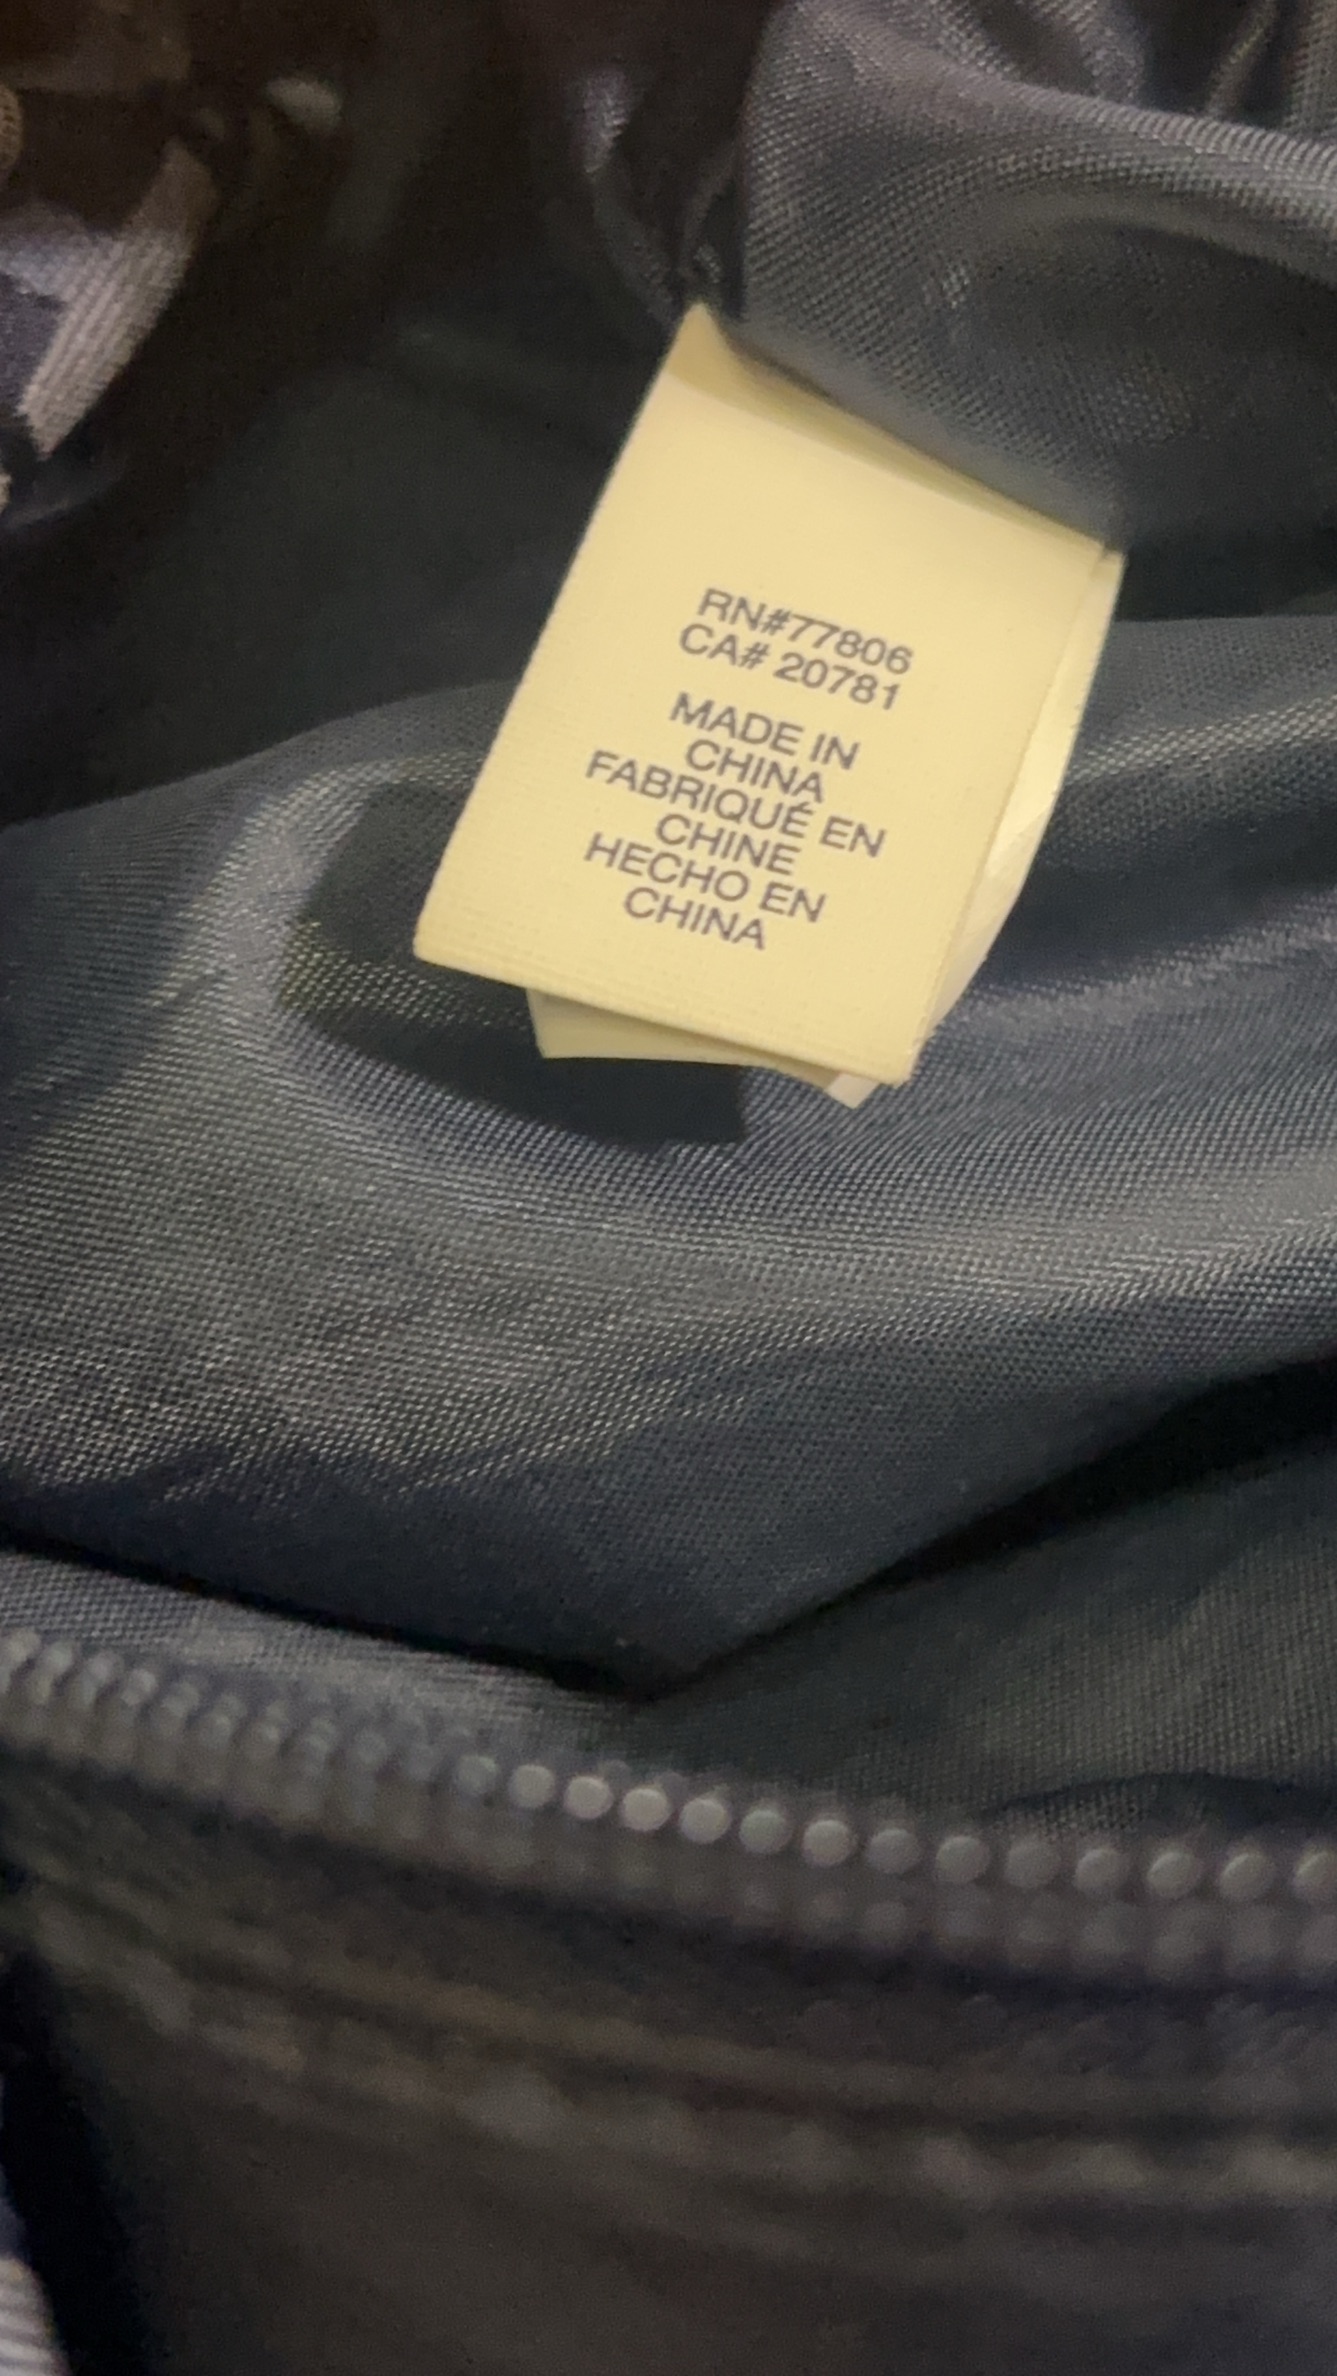 RN#77806
CA# 20781
MADE IN
CHINA
FABRIQUÉ EN
CHINE
HECHO EN
CHINA